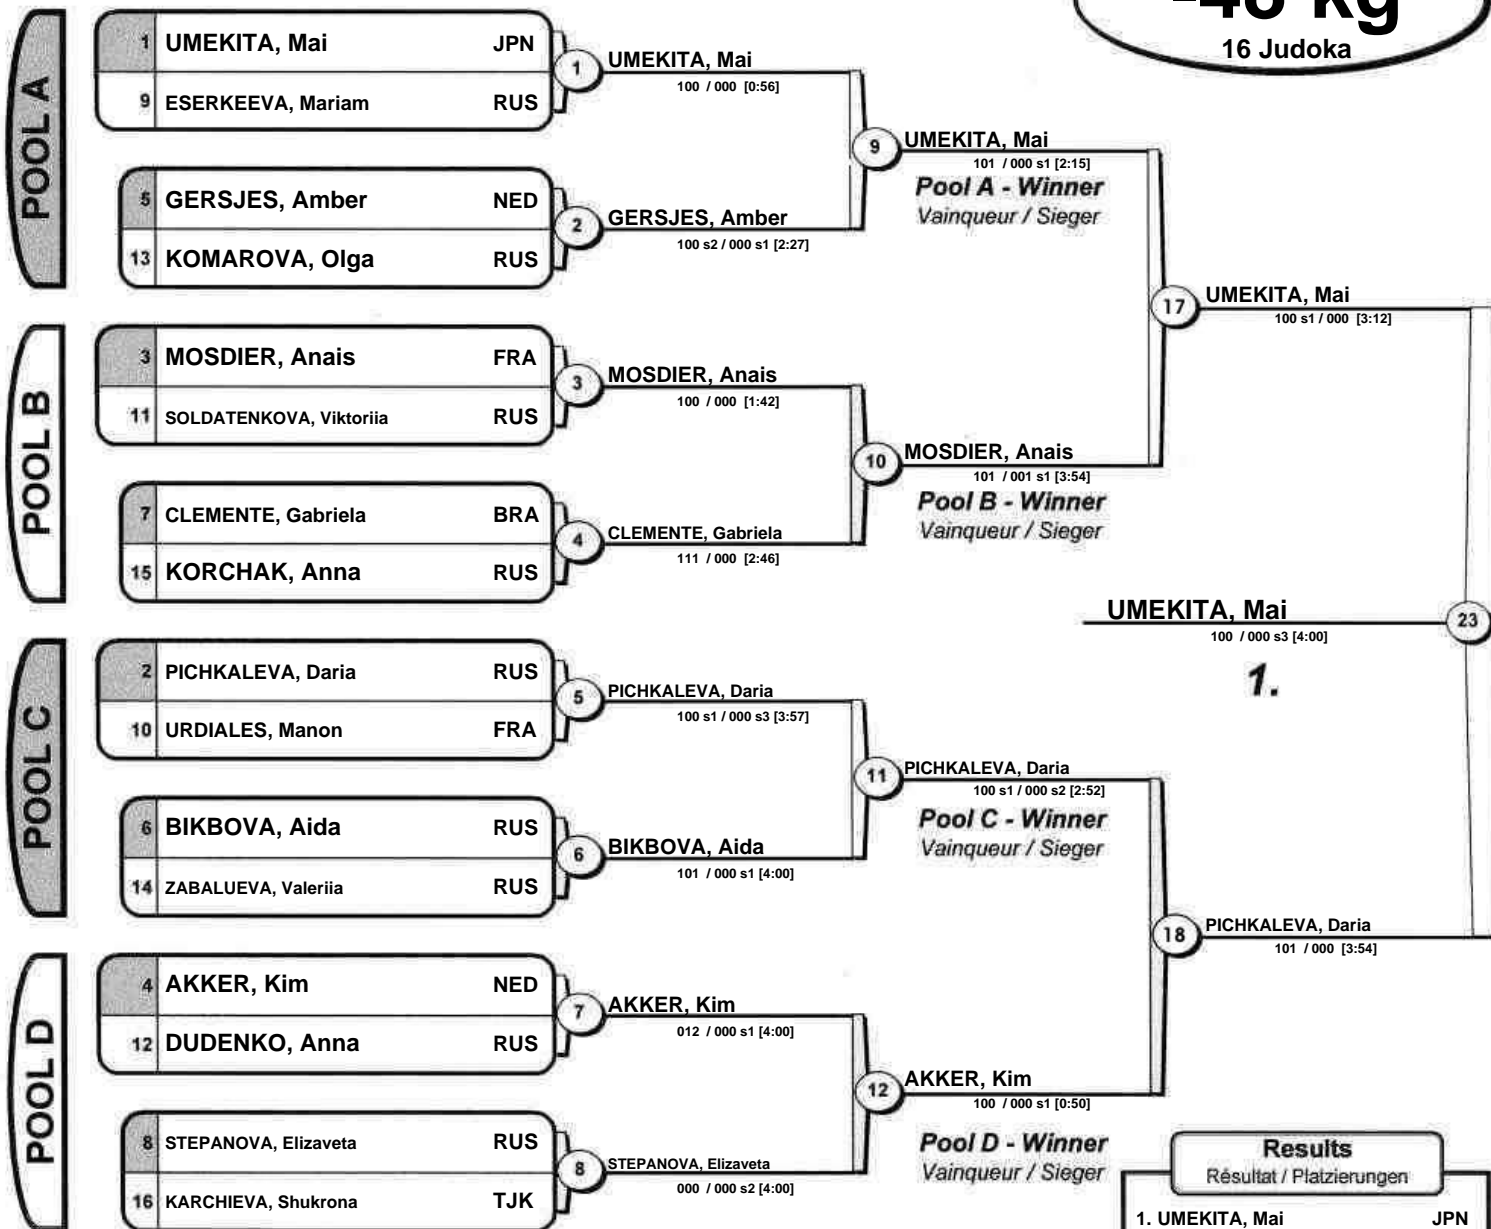 -48 kg
16 Judoka
POOL A
1 UMEKITA, Mai JPN
9 ESERKEEVA, Mariam RUS
5 GERSJES, Amber NED
13 KOMAROVA, Olga RUS
1 UMEKITA, Mai
100 / 000 [0:56]
2 GERSJES, Amber
100 s2 / 000 s1 [2:27]
9 UMEKITA, Mai
101 / 000 s1 [2:15]
Pool A - Winner
Vainqueur / Sieger
POOL B
3 MOSDIER, Anais FRA
11 SOLDATENKOVA, Viktoriia RUS
7 CLEMENTE, Gabriela BRA
15 KORCHAK, Anna RUS
3 MOSDIER, Anais
100 / 000 [1:42]
4 CLEMENTE, Gabriela
111 / 000 [2:46]
10 MOSDIER, Anais
101 / 001 s1 [3:54]
Pool B - Winner
Vainqueur / Sieger
17 UMEKITA, Mai
100 s1 / 000 [3:12]
UMEKITA, Mai 23
100 / 000 s3 [4:00]
1.
POOL C
2 PICHKALEVA, Daria RUS
10 URDIALES, Manon FRA
6 BIKBOVA, Aida RUS
14 ZABALUEVA, Valeriia RUS
5 PICHKALEVA, Daria
100 s1 / 000 s3 [3:57]
6 BIKBOVA, Aida
101 / 000 s1 [4:00]
11 PICHKALEVA, Daria
100 s1 / 000 s2 [2:52]
Pool C - Winner
Vainqueur / Sieger
POOL D
4 AKKER, Kim NED
12 DUDENKO, Anna RUS
8 STEPANOVA, Elizaveta RUS
16 KARCHIEVA, Shukrona TJK
7 AKKER, Kim
012 / 000 s1 [4:00]
8 STEPANOVA, Elizaveta
000 / 000 s2 [4:00]
12 AKKER, Kim
100 / 000 s1 [0:50]
Pool D - Winner
Vainqueur / Sieger
18 PICHKALEVA, Daria
101 / 000 [3:54]
Results
Résultat / Platzierungen
1. UMEKITA, Mai JPN